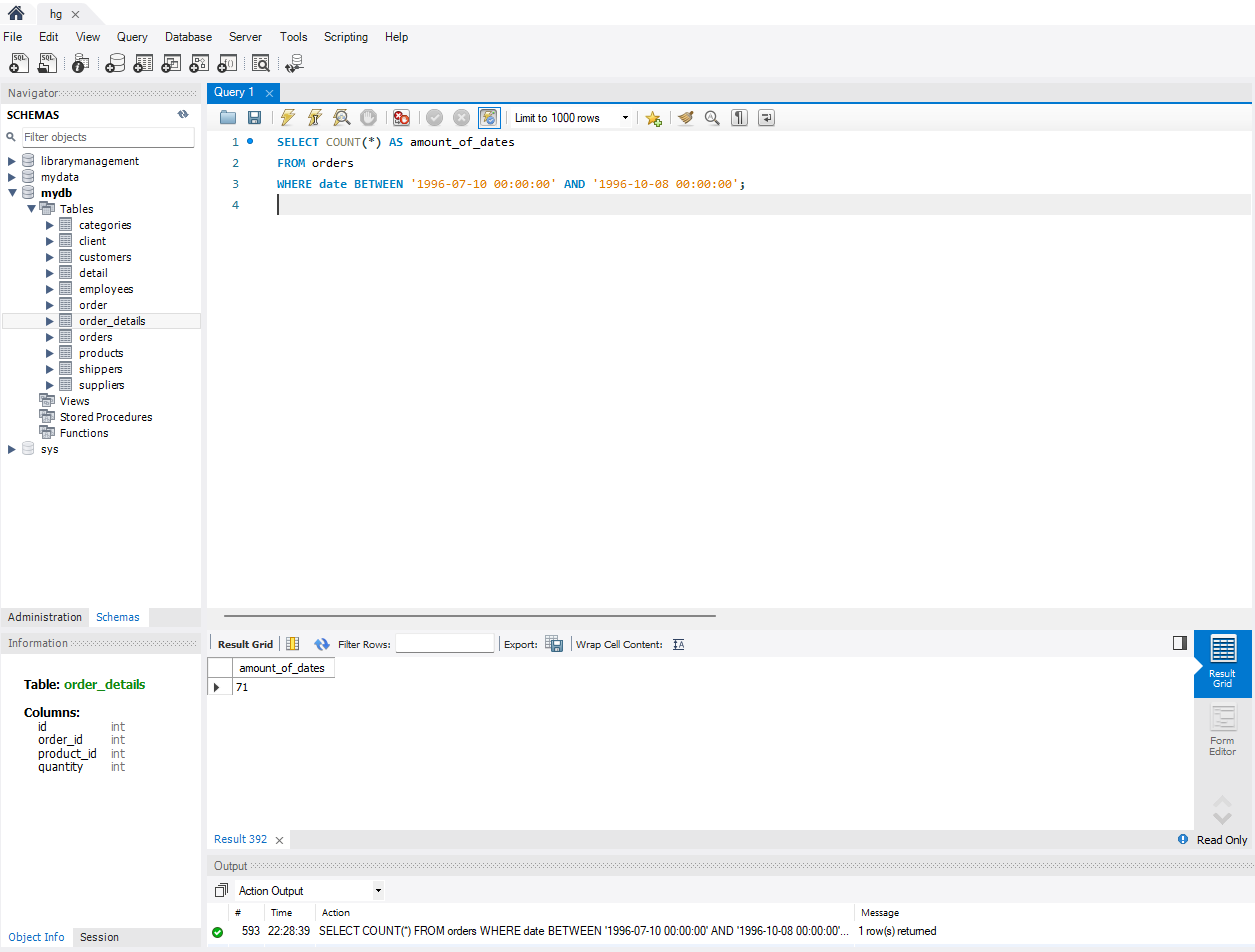 hg
File Edit View Query Database Server Tools Scripting Help
SQL SQL
Navigator
SCHEMAS
Filter objects
librarymanagement
mydata
mydb
Tables
categories
client
customers
detail
employees
order
order_details
orders
products
shippers
suppliers
Views
Stored Procedures
Functions
sys
Administration Schemas
Information
Table: order_details
Columns:
id int
order_id int
product_id int
quantity int
Object Info Session
Query 1
Limit to 1000 rows
1 SELECT COUNT(*) AS amount_of_dates
2 FROM orders
3 WHERE date BETWEEN '1996-07-10 00:00:00' AND '1996-10-08 00:00:00';
4
Result Grid Filter Rows: Export: Wrap Cell Content:
amount_of_dates
71
Result Grid
Form Editor
Result 392
Read Only
Output
Action Output
# Time Action Message
593 22:28:39 SELECT COUNT(*) FROM orders WHERE date BETWEEN '1996-07-10 00:00:00' AND '1996-10-08 00:00:00'... 1 row(s) returned